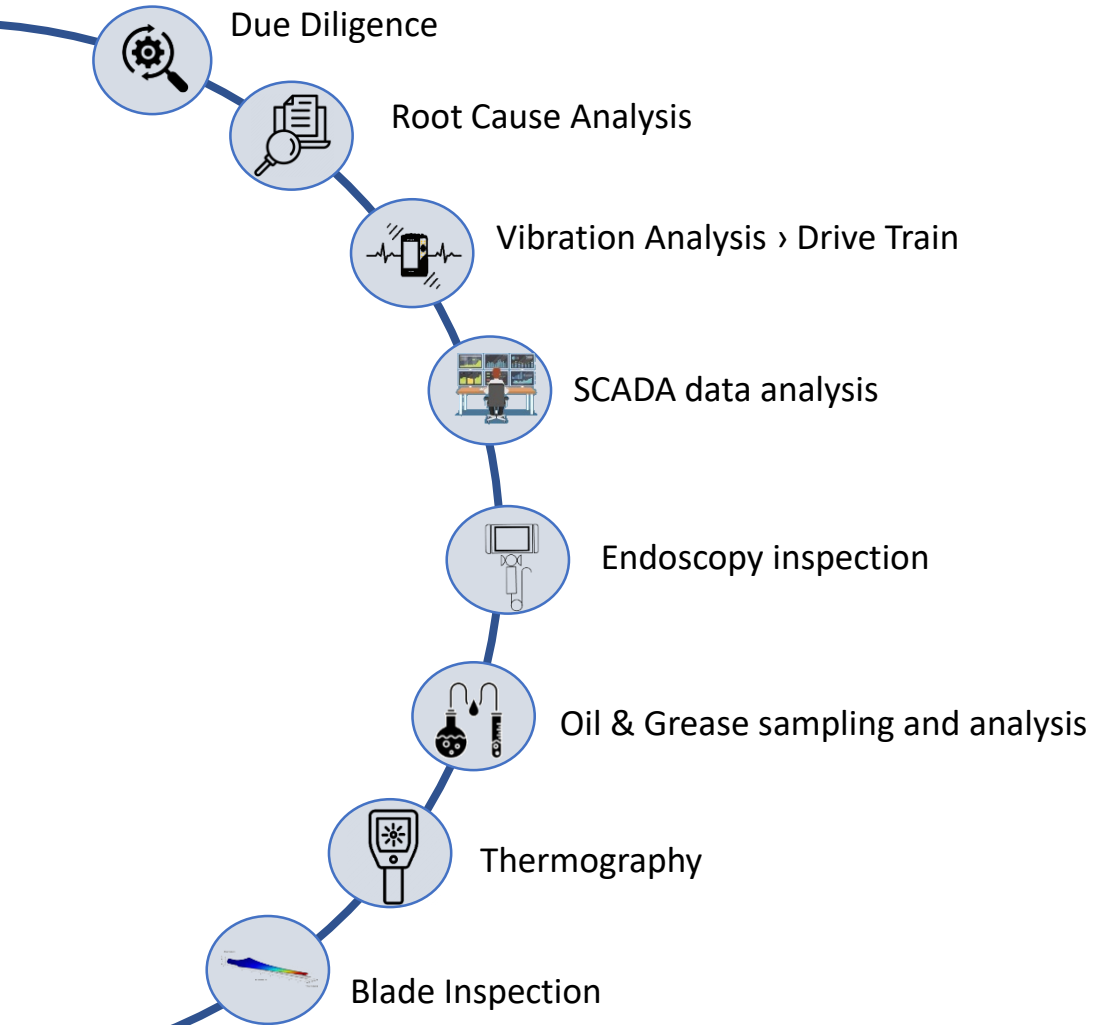 Due Diligence
Root Cause Analysis
Vibration Analysis › Drive Train
SCADA data analysis
Endoscopy inspection
Oil & Grease sampling and analysis
Thermography
Blade Inspection